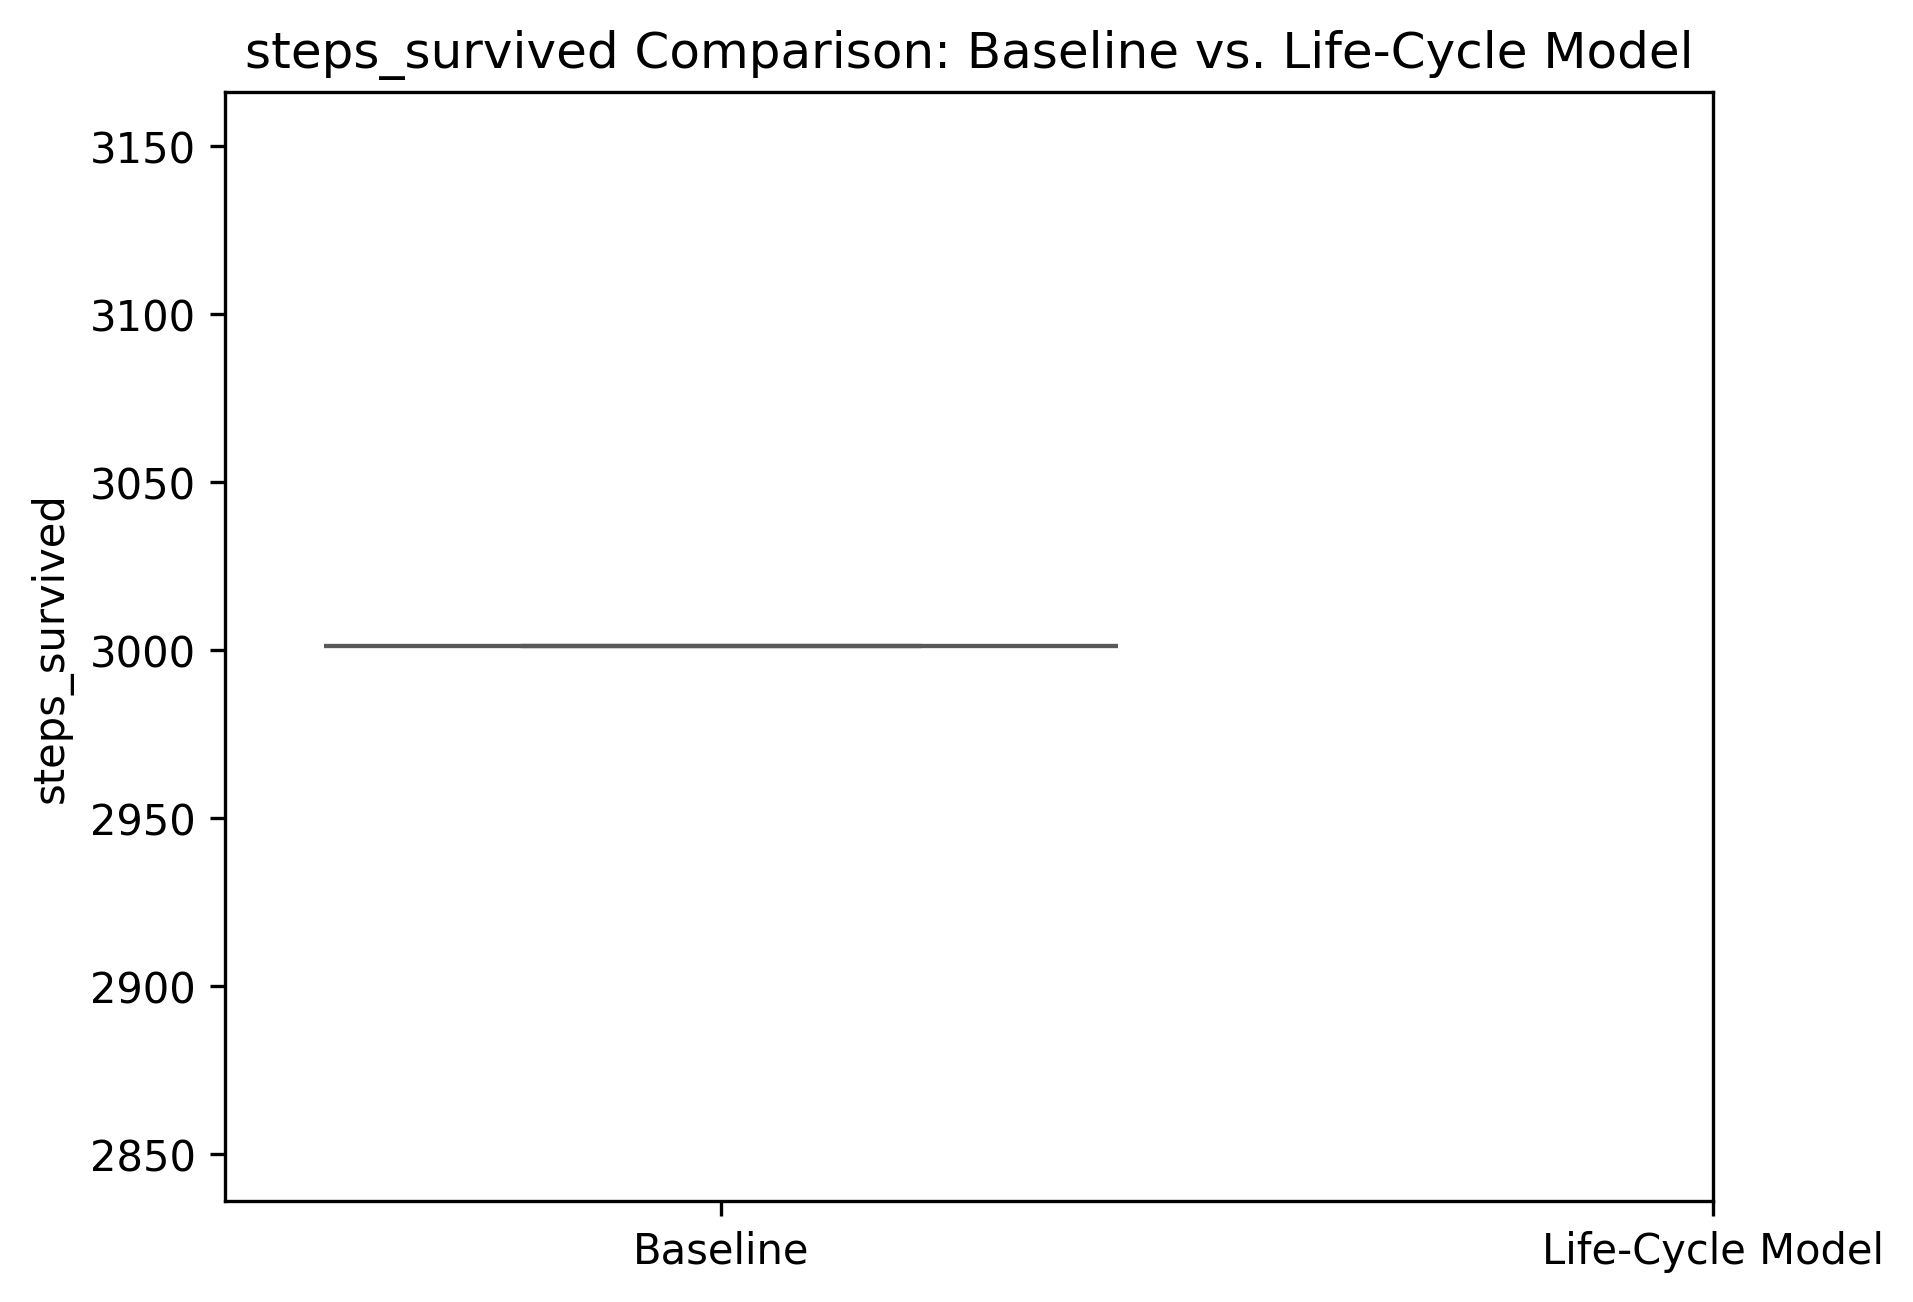 steps_survived Comparison: Baseline vs. Life-Cycle Model
steps_survived
3150
3100
3050
3000
2950
2900
2850
Baseline
Life-Cycle Model